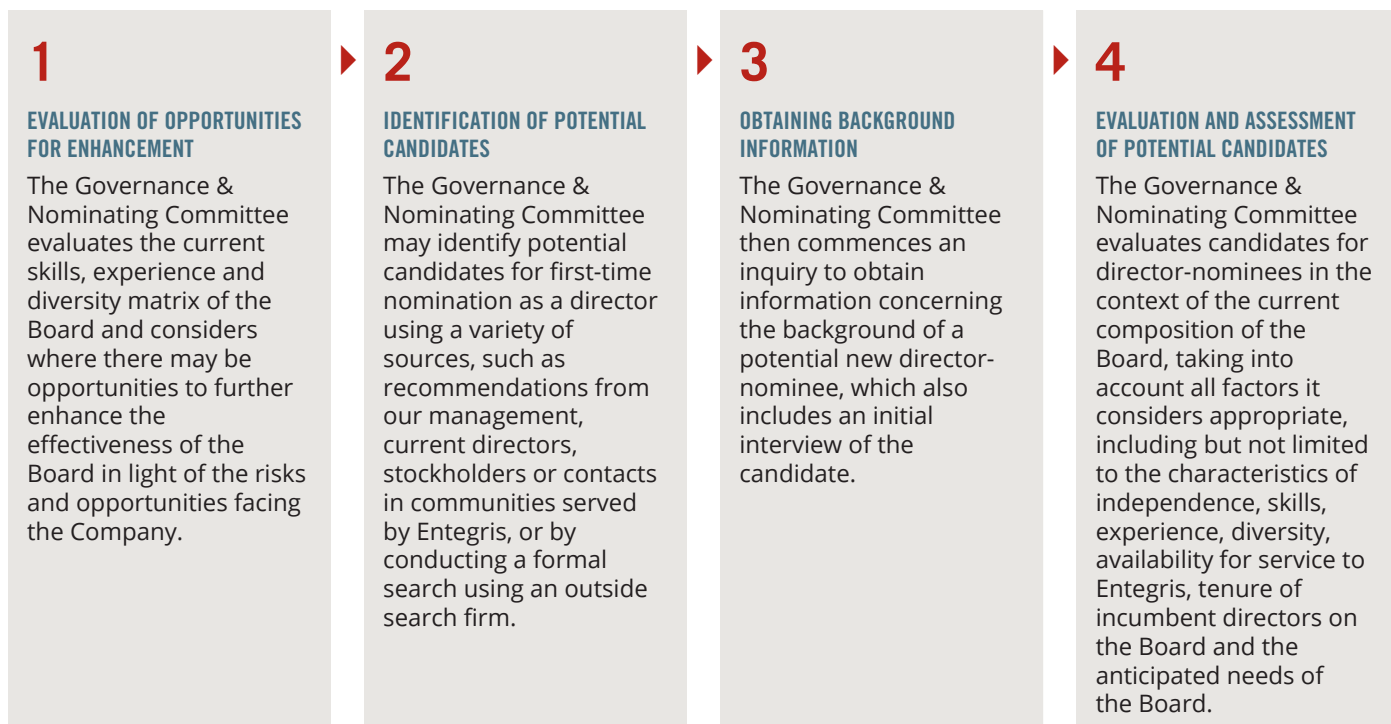 1
EVALUATION OF OPPORTUNITIES
FOR ENHANCEMENT
The Governance &
Nominating Committee
evaluates the current
skills, experience and
diversity matrix of the
Board and considers
where there may be
opportunities to further
enhance the
effectiveness of the
Board in light of the risks
and opportunities facing
the Company.
2
IDENTIFICATION OF POTENTIAL
CANDIDATES
The Governance &
Nominating Committee
may identify potential
candidates for first-time
nomination as a director
using a variety of
sources, such as
recommendations from
our management,
current directors,
stockholders or contacts
in communities served
by Entegris, or by
conducting a formal
search using an outside
search firm.
3
OBTAINING BACKGROUND
INFORMATION
The Governance &
Nominating Committee
then commences an
inquiry to obtain
information concerning
the background of a
potential new director-
nominee, which also
includes an initial
interview of the
candidate.
4
EVALUATION AND ASSESSMENT
OF POTENTIAL CANDIDATES
The Governance &
Nominating Committee
evaluates candidates for
director-nominees in the
context of the current
composition of the
Board, taking into
account all factors it
considers appropriate,
including but not limited
to the characteristics of
independence, skills,
experience, diversity,
availability for service to
Entegris, tenure of
incumbent directors on
the Board and the
anticipated needs of
the Board.